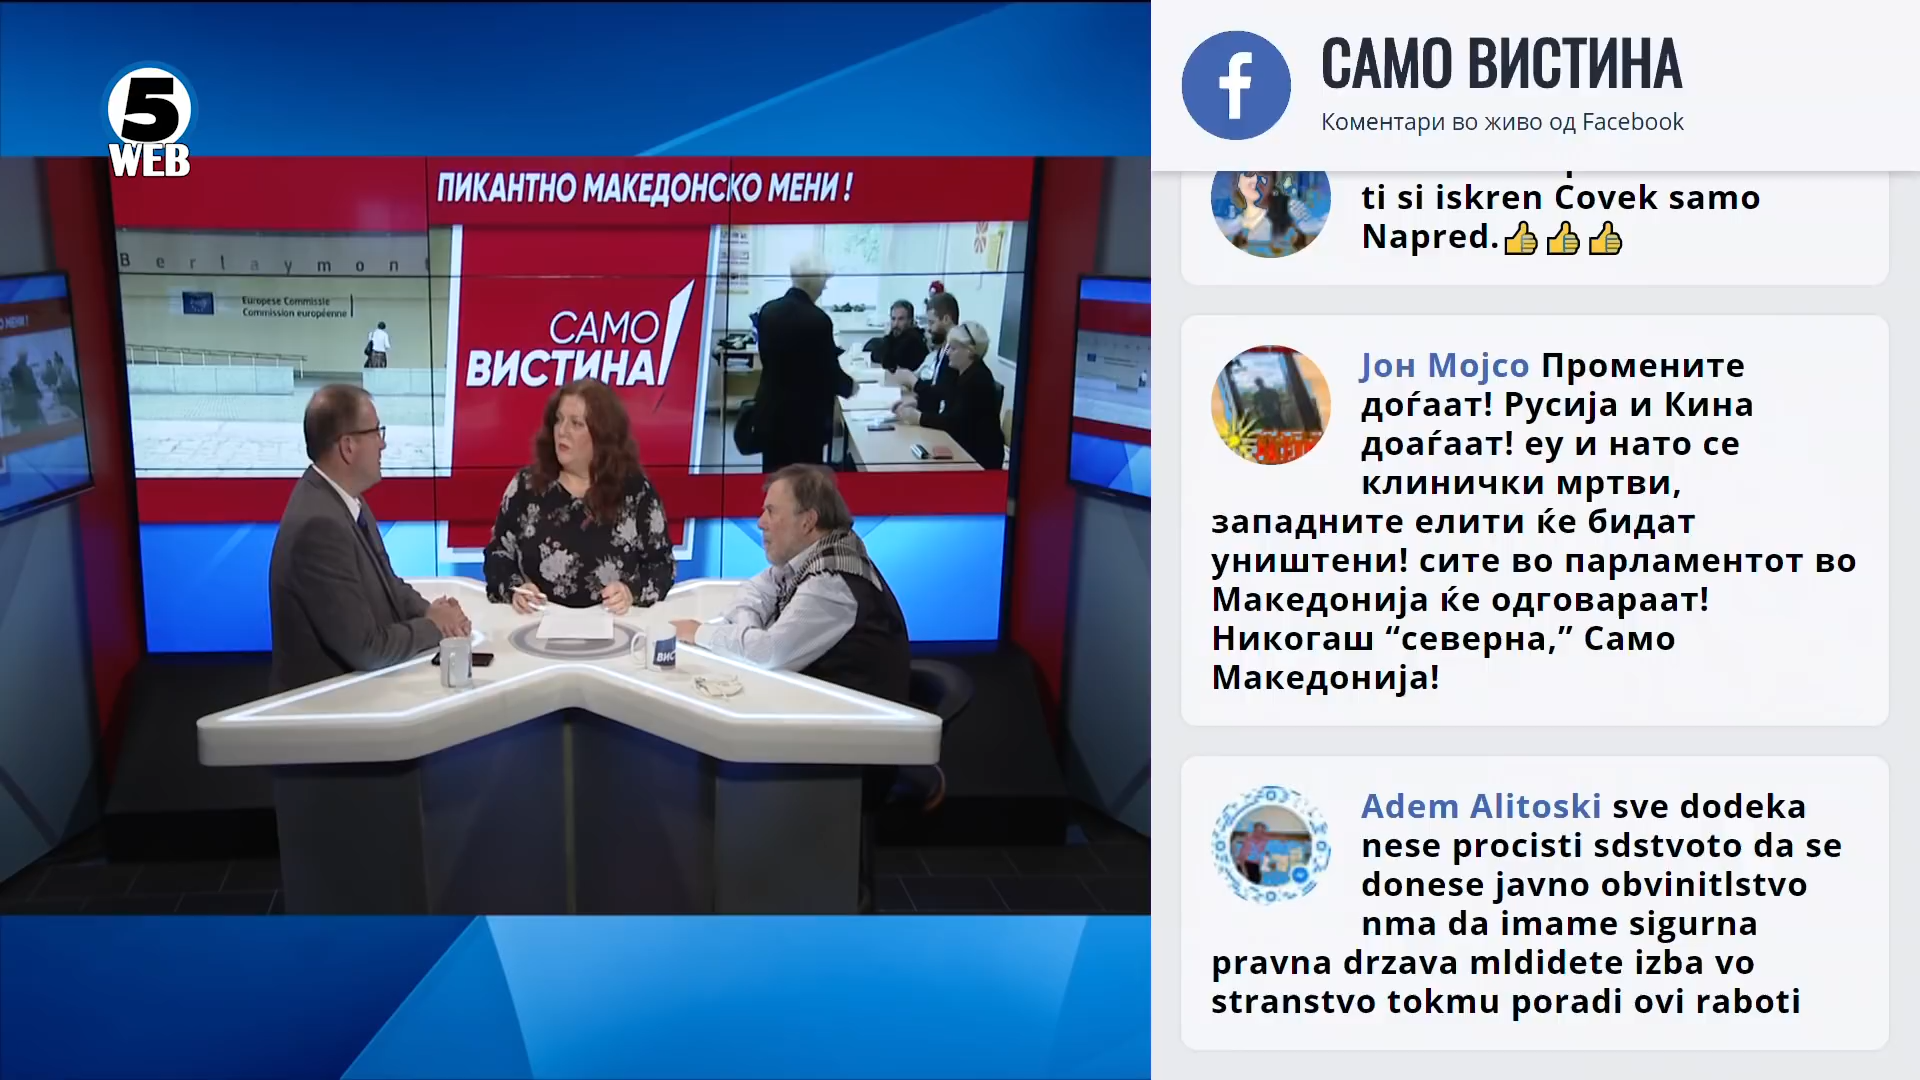 5
WEB
ПИКАНТНО МАКЕДОНСКО МЕНИ !
Berlaymont
Europese Commissie
Commission européenne
САМО
ВИСТИНА!
САМО ВИСТИНА
Коментари во живо од Facebook
ti si iskren Covek samo
Napred.👍👍👍
Јон Мојсо Промените
доѓаат! Русија и Кина
доаѓаат! еу и нато се
клинички мртви,
западните елити ќе бидат
уништени! сите во парламентот во
Македонија ќе одговараат!
Никогаш “северна,” Само
Македонија!
Adem Alitoski sve dodeka
nese procisti sdstvoto da se
donese javno obvinitlstvo
nma da imame sigurna
pravna drzava mldidete izba vo
stranstvo tokmu poradi ovi raboti